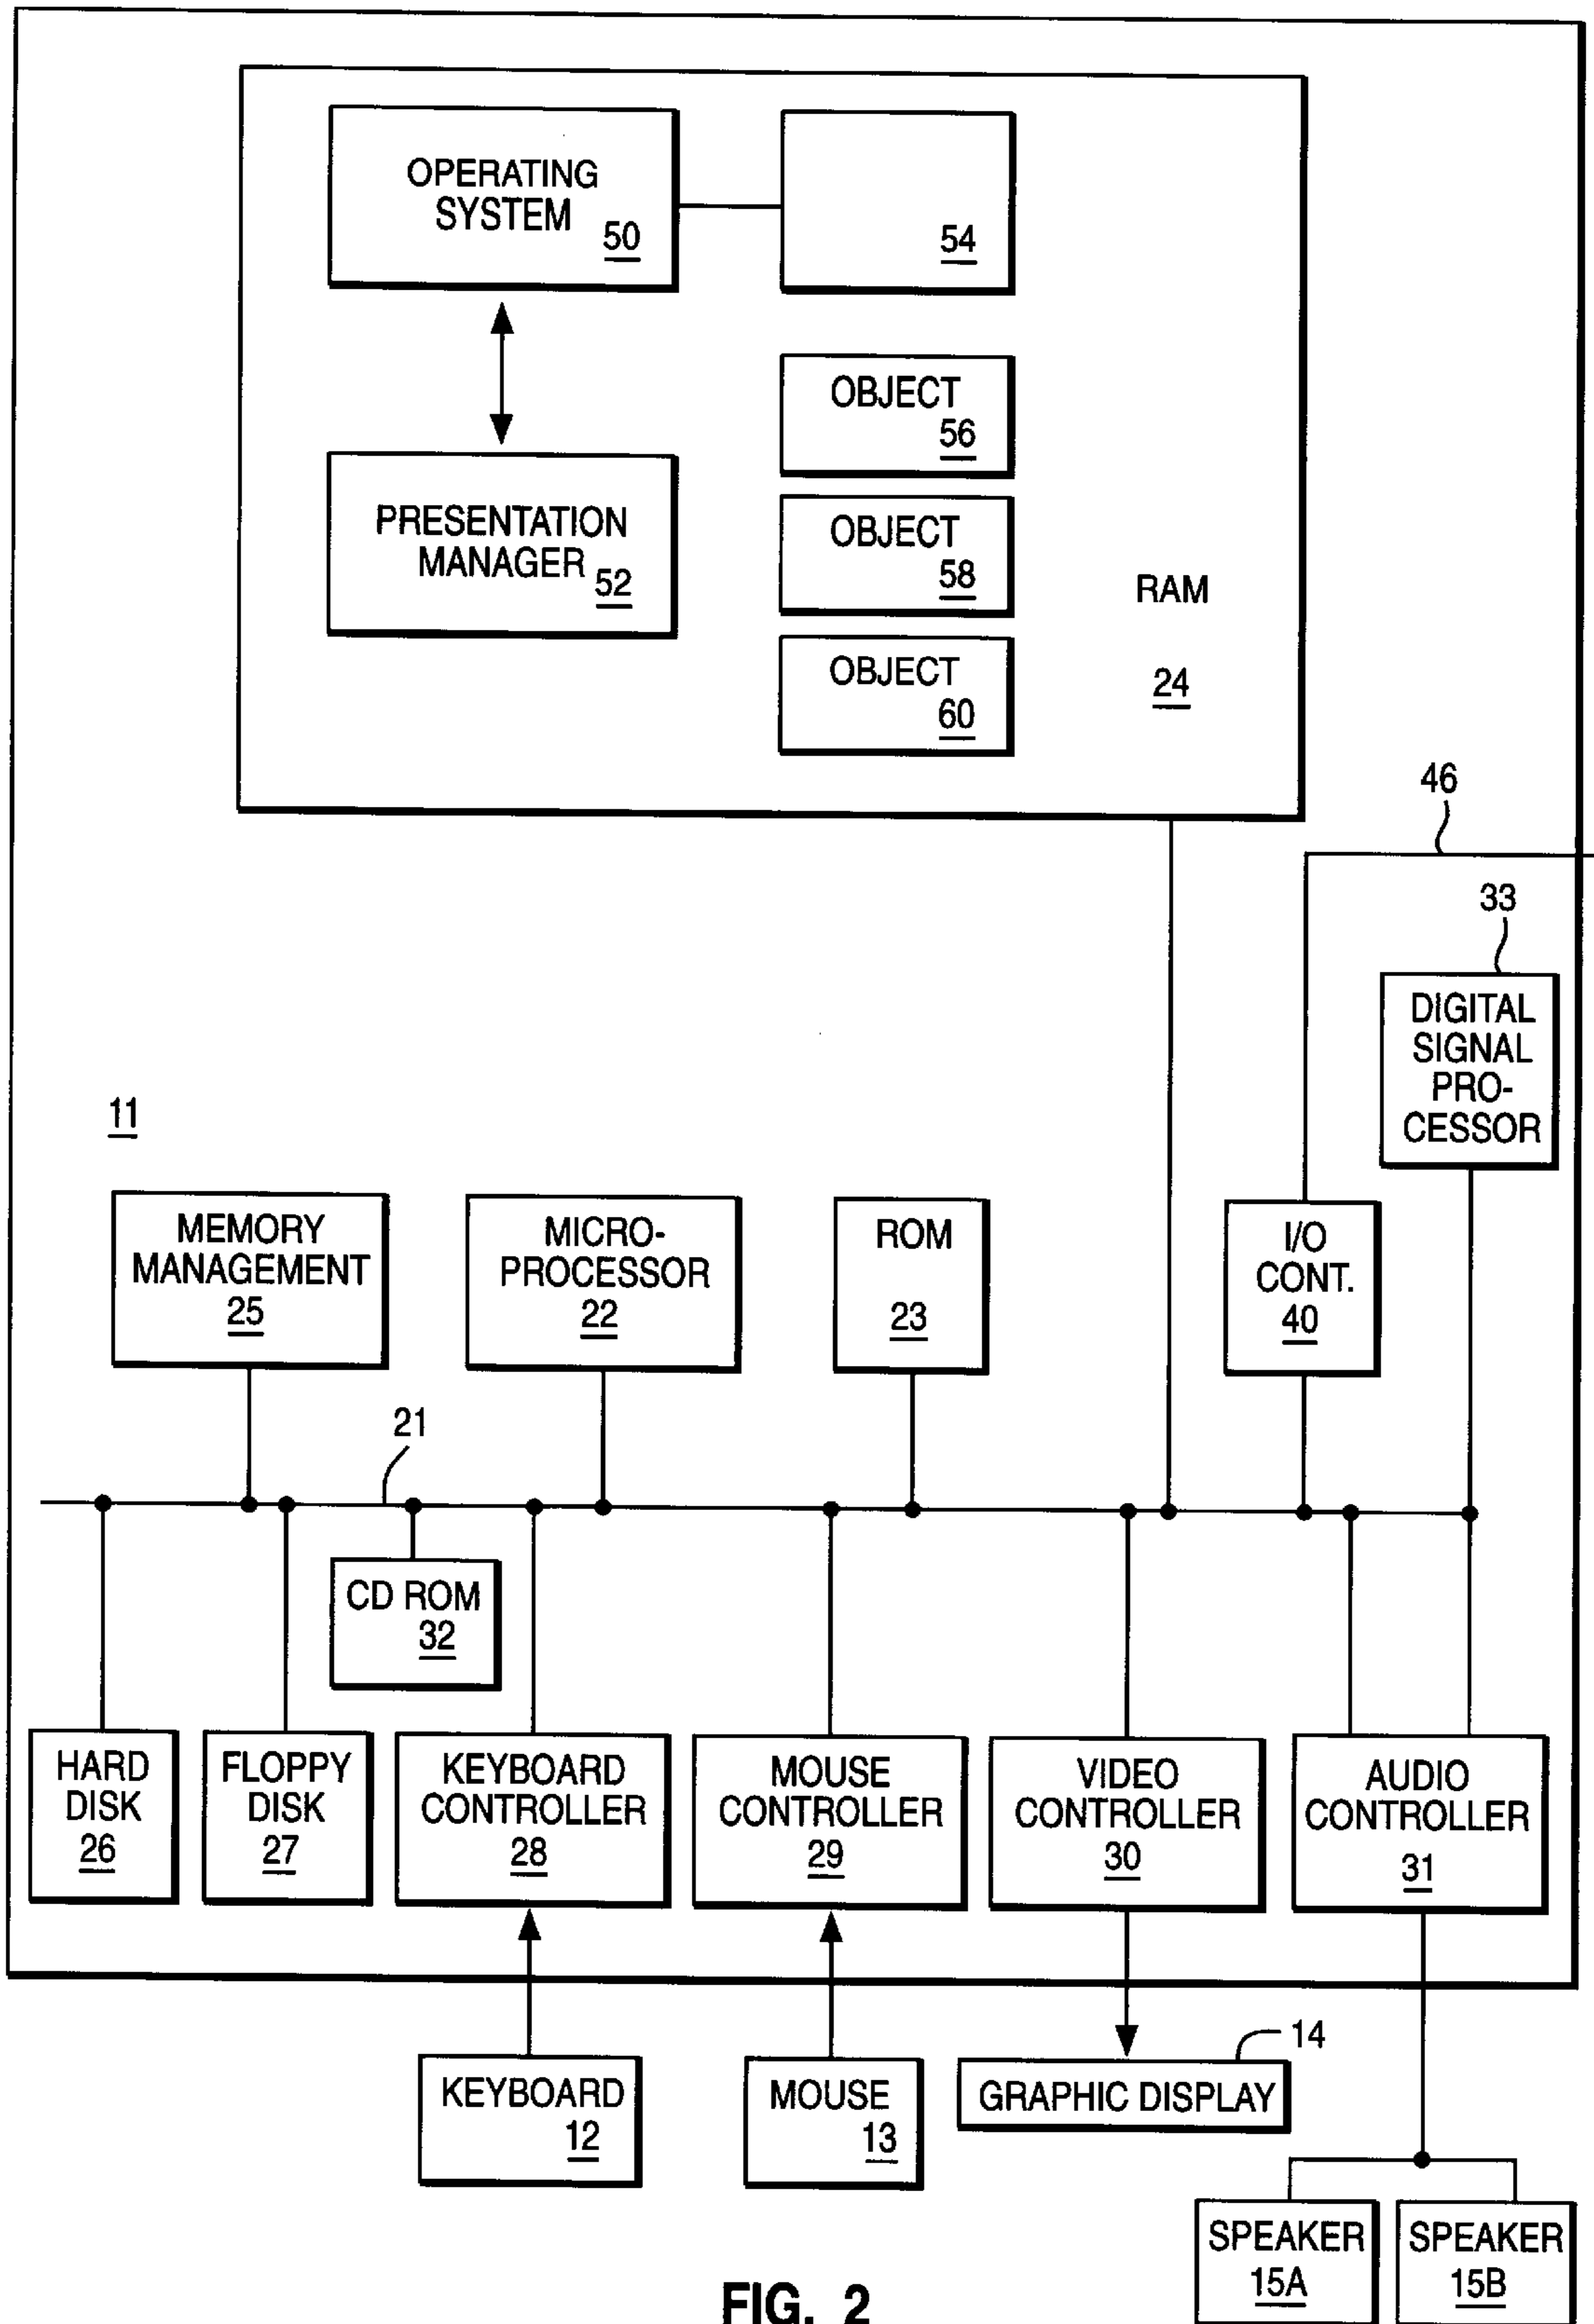 OPERATING
SYSTEM
50
54
OBJECT
56
PRESENTATION
MANAGER
52
OBJECT
58
OBJECT
60
RAM
24
46
33
DIGITAL
SIGNAL
PRO-
CESSOR
11
MEMORY
MANAGEMENT
25
MICRO-
PROCESSOR
22
ROM
23
I/O
CONT.
40
21
CD ROM
32
HARD
DISK
26
FLOPPY
DISK
27
KEYBOARD
CONTROLLER
28
MOUSE
CONTROLLER
29
VIDEO
CONTROLLER
30
AUDIO
CONTROLLER
31
KEYBOARD
12
MOUSE
13
14
GRAPHIC DISPLAY
SPEAKER
15A
SPEAKER
15B
FIG. 2